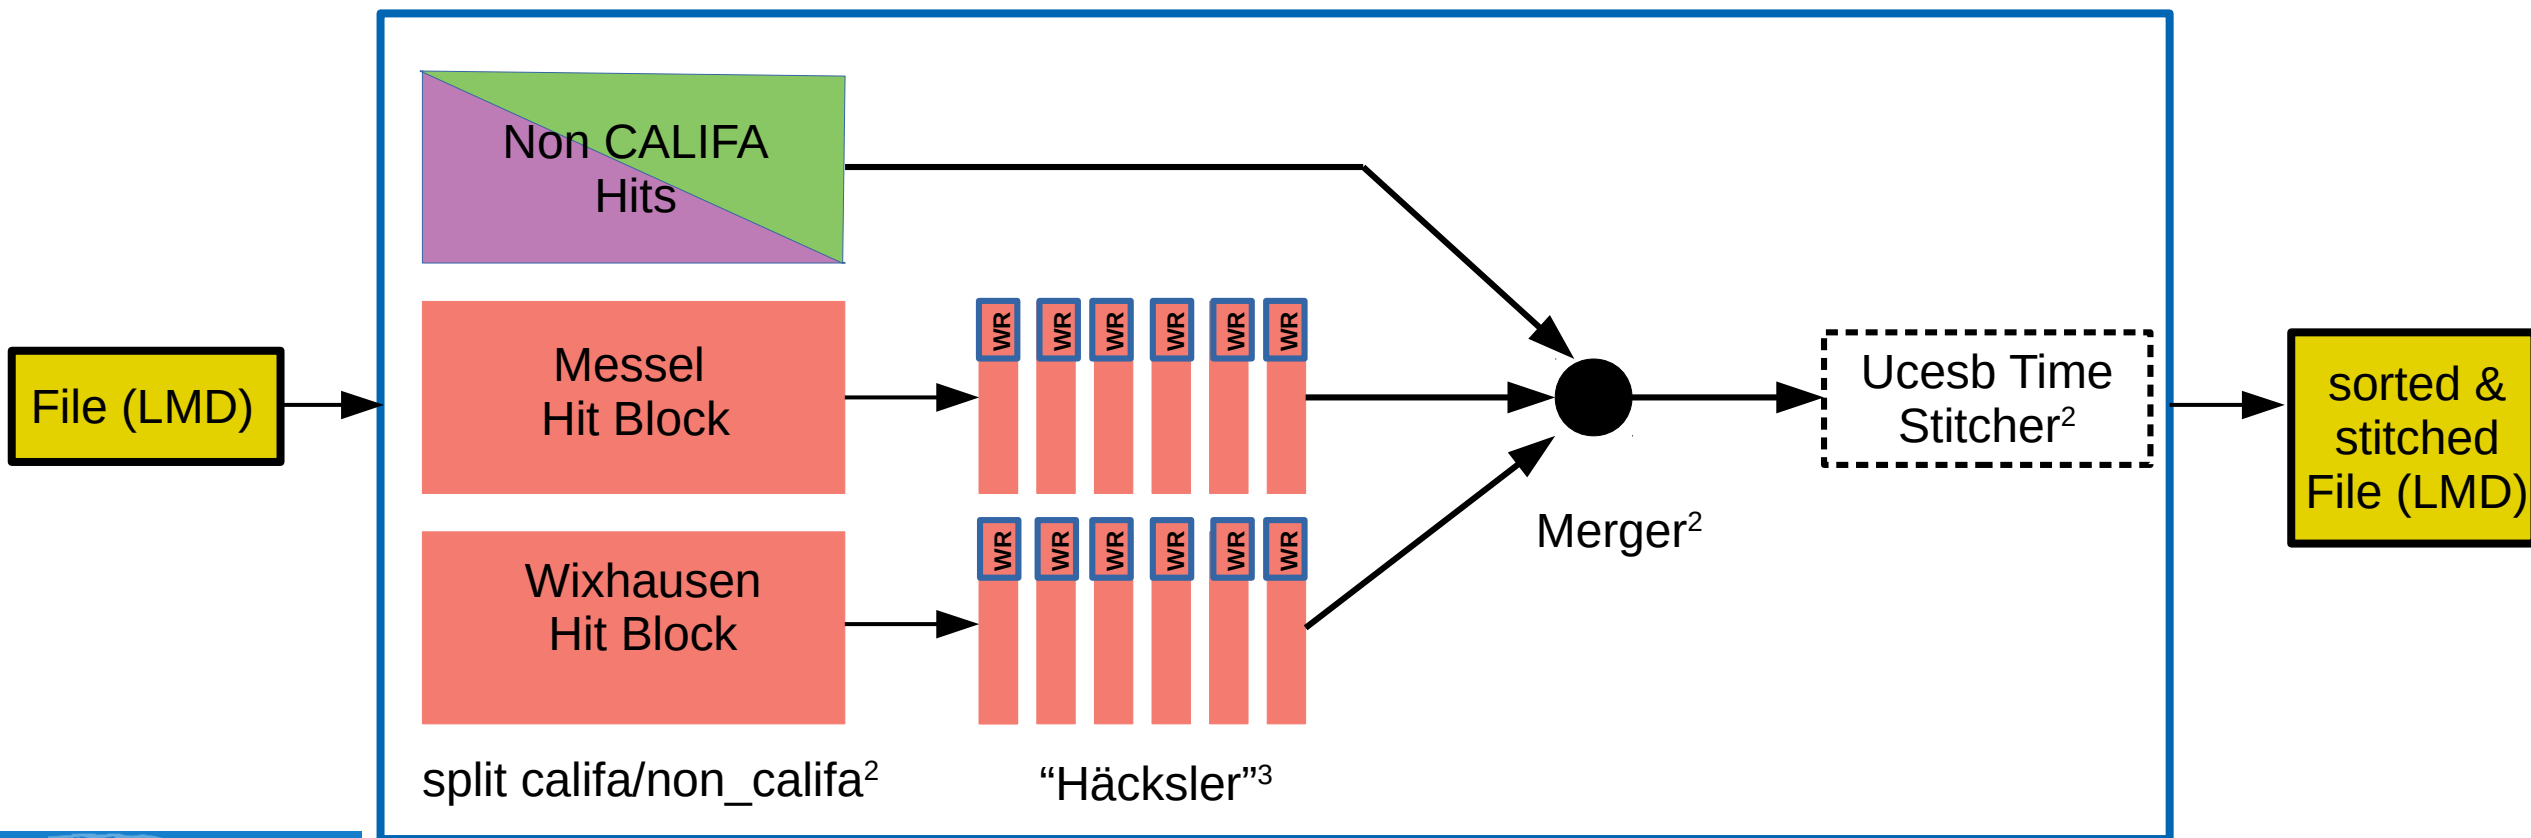 Non CALIFA
Hits
File (LMD)
Messel
Hit Block
WR WR WR WR WR WR
Wixhausen
Hit Block
WR WR WR WR WR WR
Merger²
Ucesb Time
Stitcher²
sorted &
stitched
File (LMD)
split califa/non_califa²
“Häcksler”³